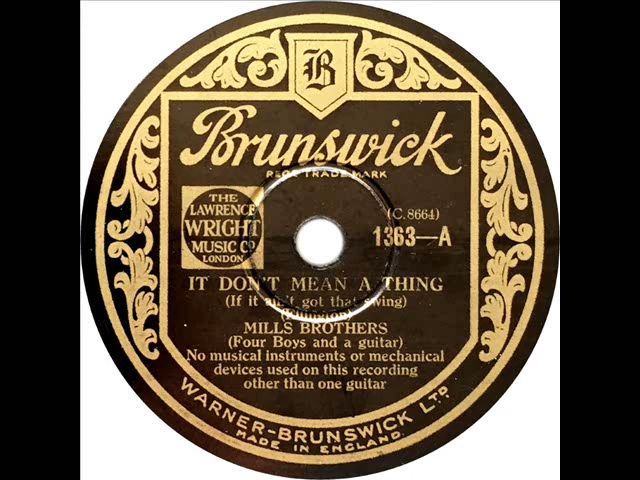 B
Brunswick
REGD TRADE MARK
THE
LAWRENCE
WRIGHT
MUSIC CO
LONDON
(C. 8664)
1363—A
IT DON'T MEAN A THING
(If it ain't got that swing)
(Ellington)
MILLS BROTHERS
(Four Boys and a guitar)
No musical instruments or mechanical
devices used on this recording
other than one guitar
WARNER-BRUNSWICK LTD.
MADE IN ENGLAND.